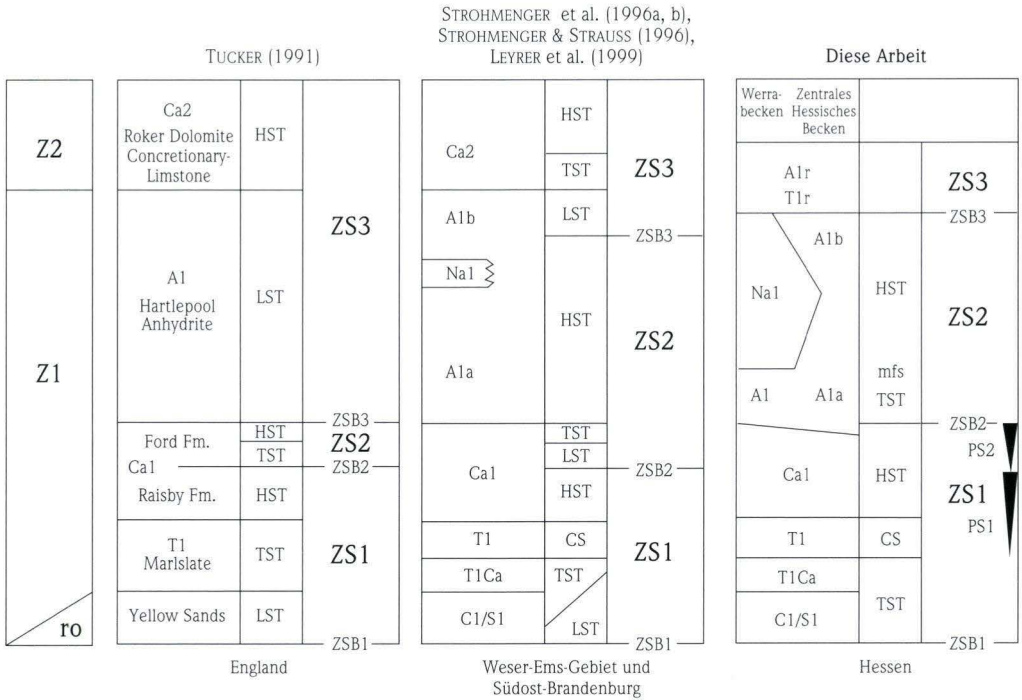 STROHMENGER et al. (1996a, b),
STROHMENGER & STRAUSS (1996),
LEYRER et al. (1999)
TUCKER (1991)
Diese Arbeit
Z2
Z1
ro
Ca2
Roker Dolomite
Concretionary-
Limstone
HST
A1
Hartlepool
Anhydrite
LST
ZS3
ZSB3
Ford Fm.
HST
TST
ZS2
Ca1
ZSB2
Raisby Fm.
HST
T1
Marlslate
TST
ZS1
Yellow Sands
LST
ZSB1
England
Ca2
HST
TST
ZS3
A1b
LST
ZSB3
Na1
HST
ZS2
A1a
Ca1
TST
LST
ZSB2
HST
T1
CS
ZS1
T1Ca
TST
C1/S1
LST
ZSB1
Weser-Ems-Gebiet und
Südost-Brandenburg
Werra-
becken
Zentrales
Hessisches
Becken
A1r
T1r
ZS3
ZSB3
A1b
Na1
HST
ZS2
mfs
A1
A1a
TST
ZSB2
PS2
Ca1
HST
ZS1
PS1
T1
CS
T1Ca
TST
C1/S1
ZSB1
Hessen